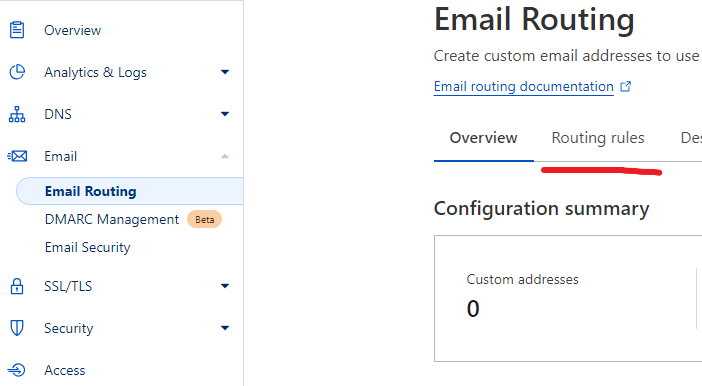 Overview
Analytics & Logs
DNS
Email
Email Routing
DMARC Management Beta
Email Security
SSL/TLS
Security
Access
Email Routing
Create custom email addresses to use
Email routing documentation
Overview Routing rules Des
Configuration summary
Custom addresses
0